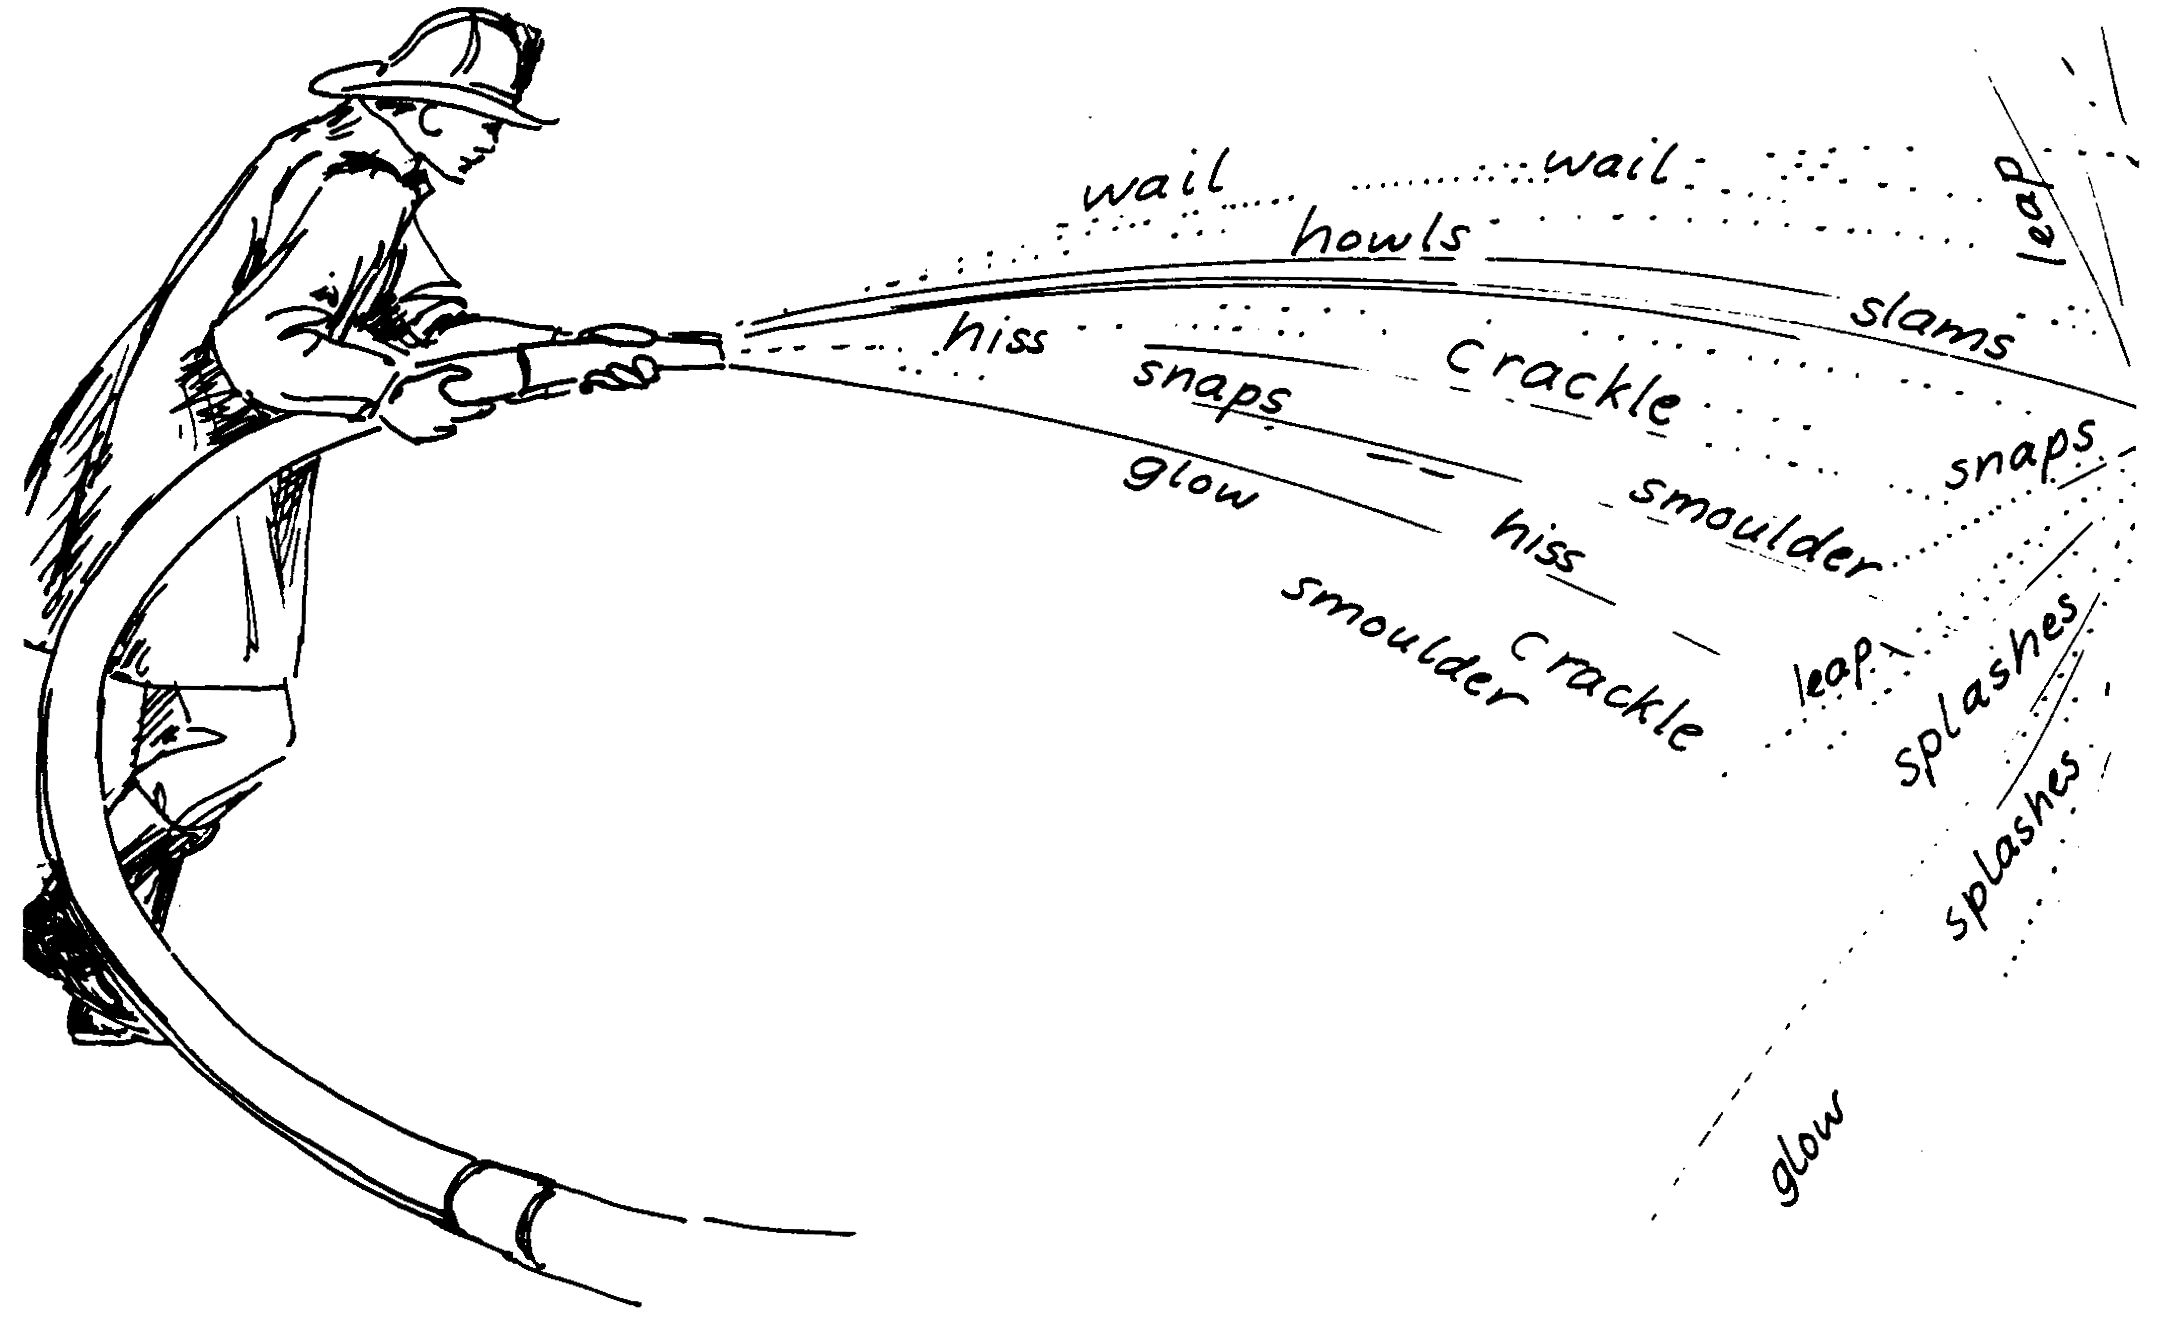 wail
wail
leap
howls
slams
hiss
snaps
crackle
snaps
glow
smoulder
hiss
smoulder
crackle
leap
splashes
splashes
glow